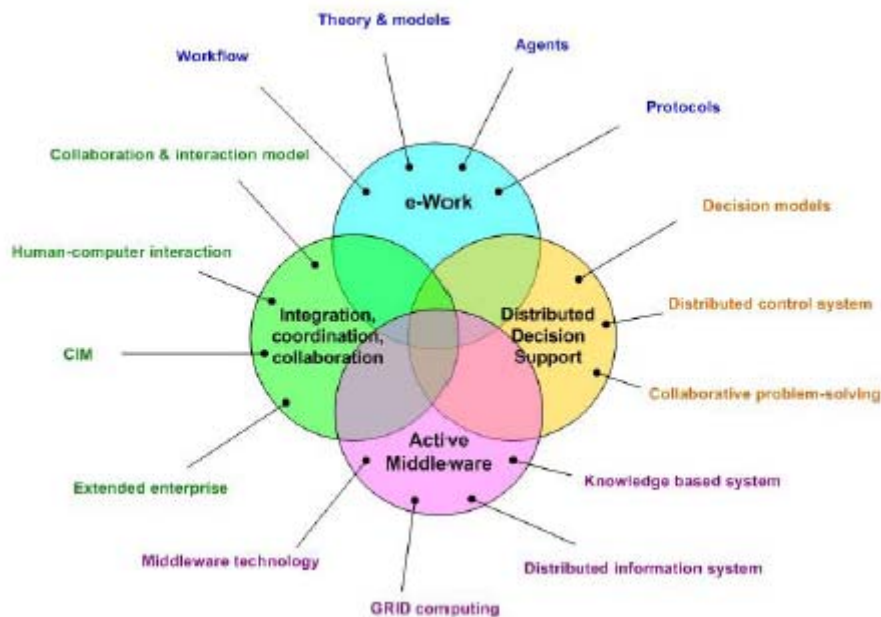 Theory & models
Workflow
Agents
Protocols
Collaboration & interaction model
e-Work
Decision models
Human-computer interaction
Integration,
coordination,
collaboration
Distributed
Decision
Support
Distributed control system
CIM
Collaborative problem-solving
Active
Middleware
Extended enterprise
Knowledge based system
Middleware technology
Distributed information system
GRID computing